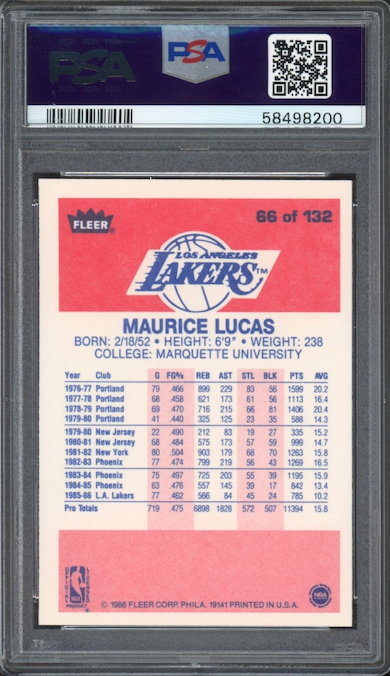 PSA
PSA
58498200
FLEER
66 of 132
LOS ANGELES
LAKERS™
MAURICE LUCAS
BORN: 2/18/52 • HEIGHT: 6'9" • WEIGHT: 238
COLLEGE: MARQUETTE UNIVERSITY
Year Club G FG% REB AST STL BLK PTS AVG
1976-77 Portland 79 .466 899 229 83 56 1599 20.2
1977-78 Portland 68 .458 621 173 61 56 1113 16.4
1978-79 Portland 69 .470 716 215 66 81 1406 20.4
1979-80 Portland 41 .440 325 125 23 35 588 14.3
1979-80 New Jersey 22 .490 212 83 19 27 335 15.2
1980-81 New Jersey 68 .484 575 173 57 59 999 14.7
1981-82 New York 80 .504 903 179 68 70 1263 15.8
1982-83 Phoenix 77 .474 799 219 56 43 1269 16.5
1983-84 Phoenix 75 .497 725 203 55 39 1195 15.9
1984-85 Phoenix 63 .476 557 145 39 17 842 13.4
1985-86 L.A. Lakers 77 .462 566 84 45 24 785 10.2
Pro Totals 719 .475 6898 1828 572 507 11394 15.8
OFFICIAL
NBA
PRODUCT
© 1986 FLEER CORP. PHILA. 19141 PRINTED IN U.S.A.